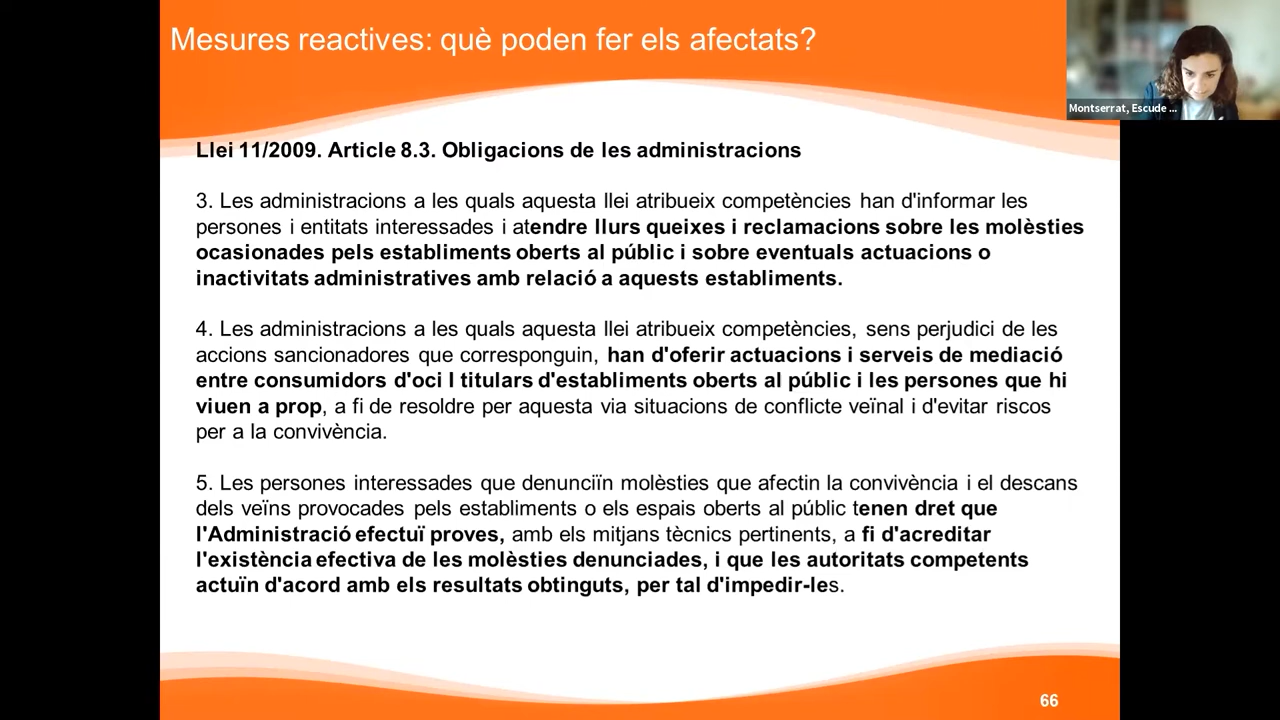 Mesures reactives: què poden fer els afectats?
Montserrat, Escude ...
Llei 11/2009. Article 8.3. Obligacions de les administracions
3. Les administracions a les quals aquesta llei atribueix competències han d'informar les
persones i entitats interessades i atendre llurs queixes i reclamacions sobre les molèsties
ocasionades pels establiments oberts al públic i sobre eventuals actuacions o
inactivitats administratives amb relació a aquests establiments.
4. Les administracions a les quals aquesta llei atribueix competències, sens perjudici de les
accions sancionadores que corresponguin, han d'oferir actuacions i serveis de mediació
entre consumidors d'oci I titulars d'establiments oberts al públic i les persones que hi
viuen a prop, a fi de resoldre per aquesta via situacions de conflicte veïnal i d'evitar riscos
per a la convivència.
5. Les persones interessades que denunciïn molèsties que afectin la convivència i el descans
dels veïns provocades pels establiments o els espais oberts al públic tenen dret que
l'Administració efectuï proves, amb els mitjans tècnics pertinents, a fi d'acreditar
l'existència efectiva de les molèsties denunciades, i que les autoritats competents
actuïn d'acord amb els resultats obtinguts, per tal d'impedir-les.
66